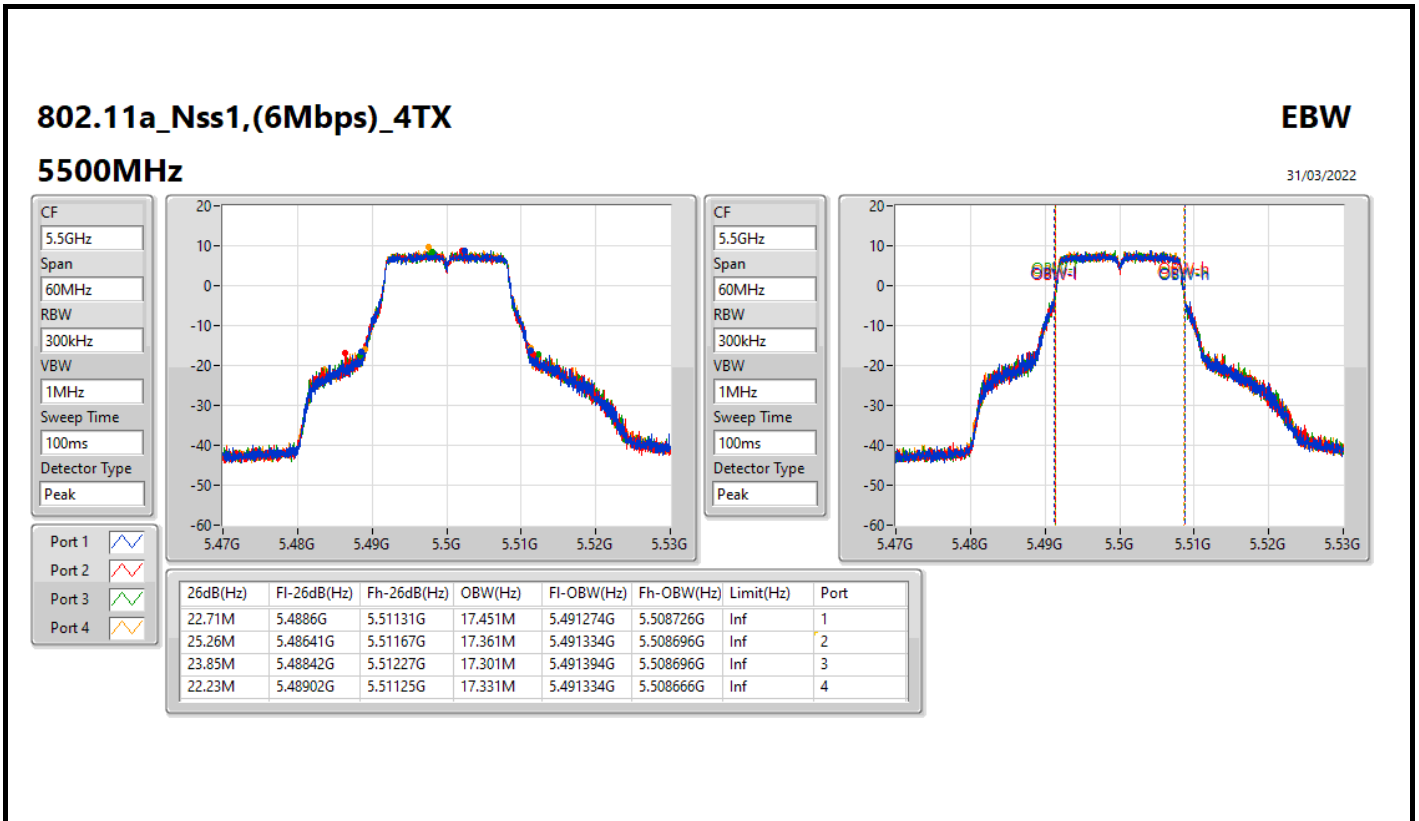 802.11a_Nss1,(6Mbps)_4TX
EBW
5500MHz
31/03/2022
CF
5.5GHz
Span
60MHz
RBW
300kHz
VBW
1MHz
Sweep Time
100ms
Detector Type
Peak
20
10
0
-10
-20
-30
-40
-50
-60
5.47G 5.48G 5.49G 5.5G 5.51G 5.52G 5.53G
CF
5.5GHz
Span
60MHz
RBW
300kHz
VBW
1MHz
Sweep Time
100ms
Detector Type
Peak
20
10
0
-10
-20
-30
-40
-50
-60
OBW-l OBW-h
5.47G 5.48G 5.49G 5.5G 5.51G 5.52G 5.53G
Port 1
Port 2
Port 3
Port 4
26dB(Hz) Fl-26dB(Hz) Fh-26dB(Hz) OBW(Hz) Fl-OBW(Hz) Fh-OBW(Hz) Limit(Hz) Port
22.71M 5.4886G 5.51131G 17.451M 5.491274G 5.508726G Inf 1
25.26M 5.48641G 5.51167G 17.361M 5.491334G 5.508696G Inf 2
23.85M 5.48842G 5.51227G 17.301M 5.491394G 5.508696G Inf 3
22.23M 5.48902G 5.51125G 17.331M 5.491334G 5.508666G Inf 4